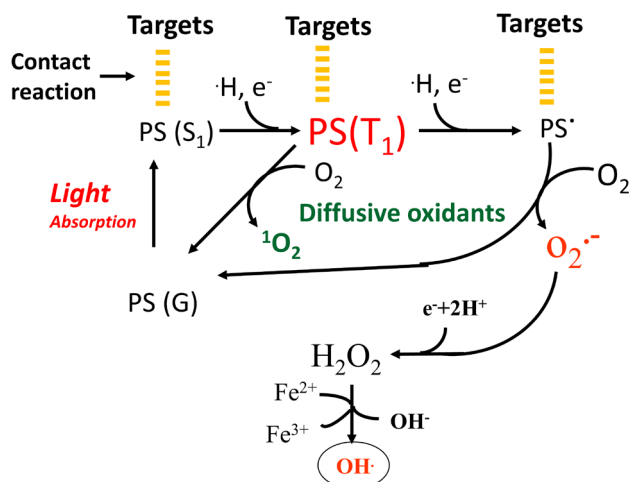 Targets
Targets
Targets
Contact
reaction
·H, e-
·H, e-
PS (S1)
PS(T1)
PS·
O2
O2
Light
Absorption
Diffusive oxidants
1O2
O2·-
PS (G)
e-+2H+
H2O2
Fe2+
OH-
Fe3+
OH·